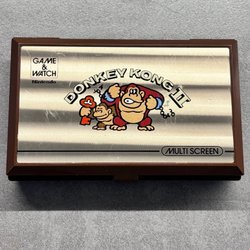 GAME
&
WATCH
Nintendo
DONKEY KONG II
MULTI SCREEN